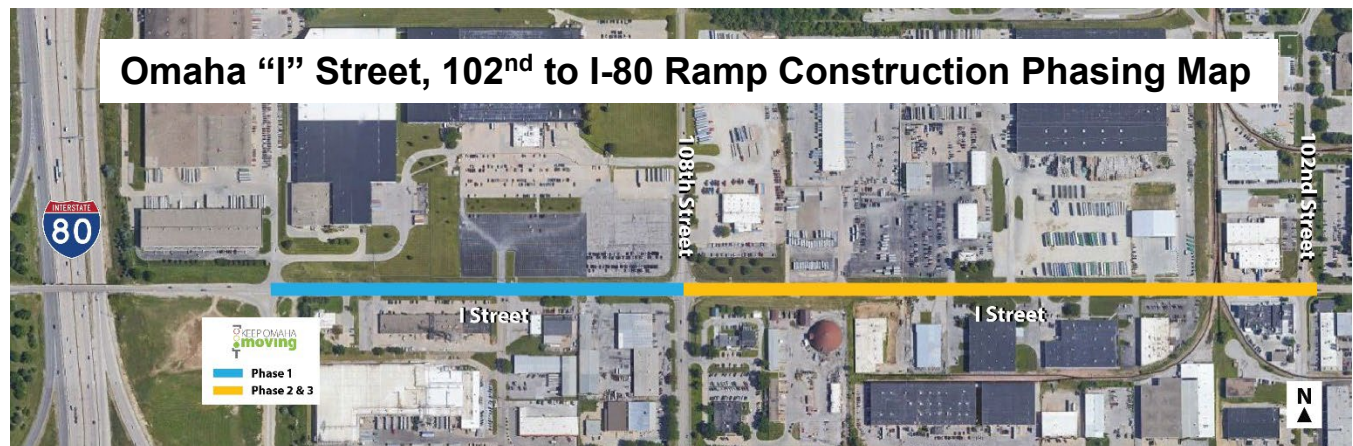 Omaha “I” Street, 102nd to I-80 Ramp Construction Phasing Map
108th Street
102nd Street
INTERSTATE
80
I Street
I Street
KEEP OMAHA
moving
Phase 1
Phase 2 & 3
N